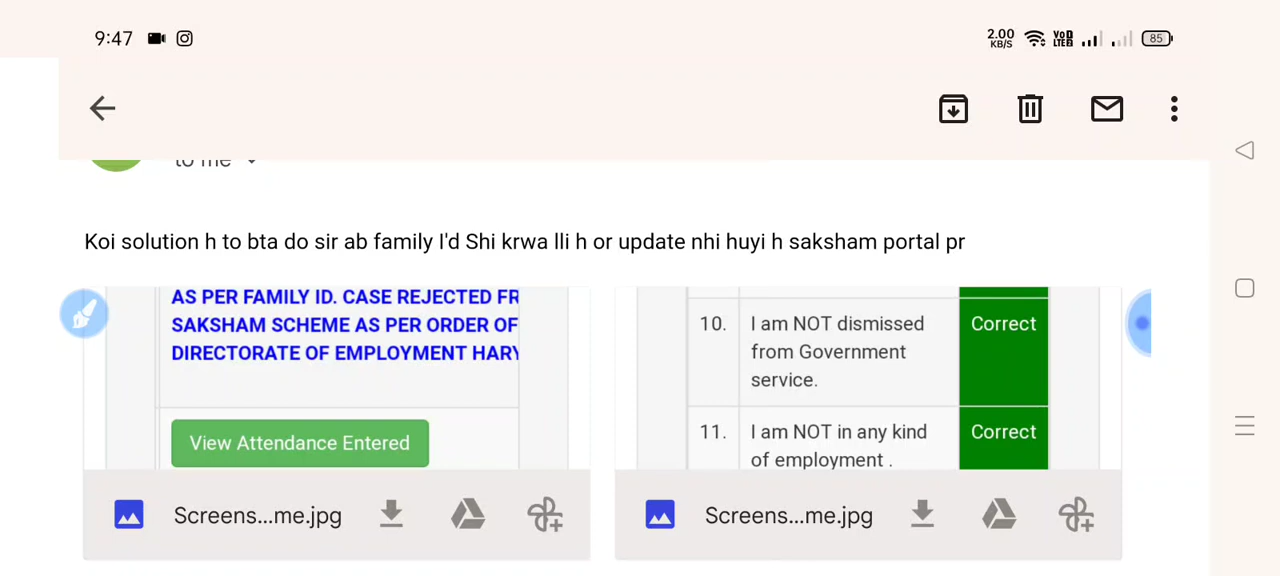 9:47
2.00 KB/S VoD LTE2 85
to me
Koi solution h to bta do sir ab family I'd Shi krwa lli h or update nhi huyi h saksham portal pr
AS PER FAMILY ID. CASE REJECTED FR
SAKSHAM SCHEME AS PER ORDER OF
DIRECTORATE OF EMPLOYMENT HARY
View Attendance Entered
10. I am NOT dismissed Correct
from Government
service.
11. I am NOT in any kind Correct
of employment .
Screens...me.jpg
Screens...me.jpg